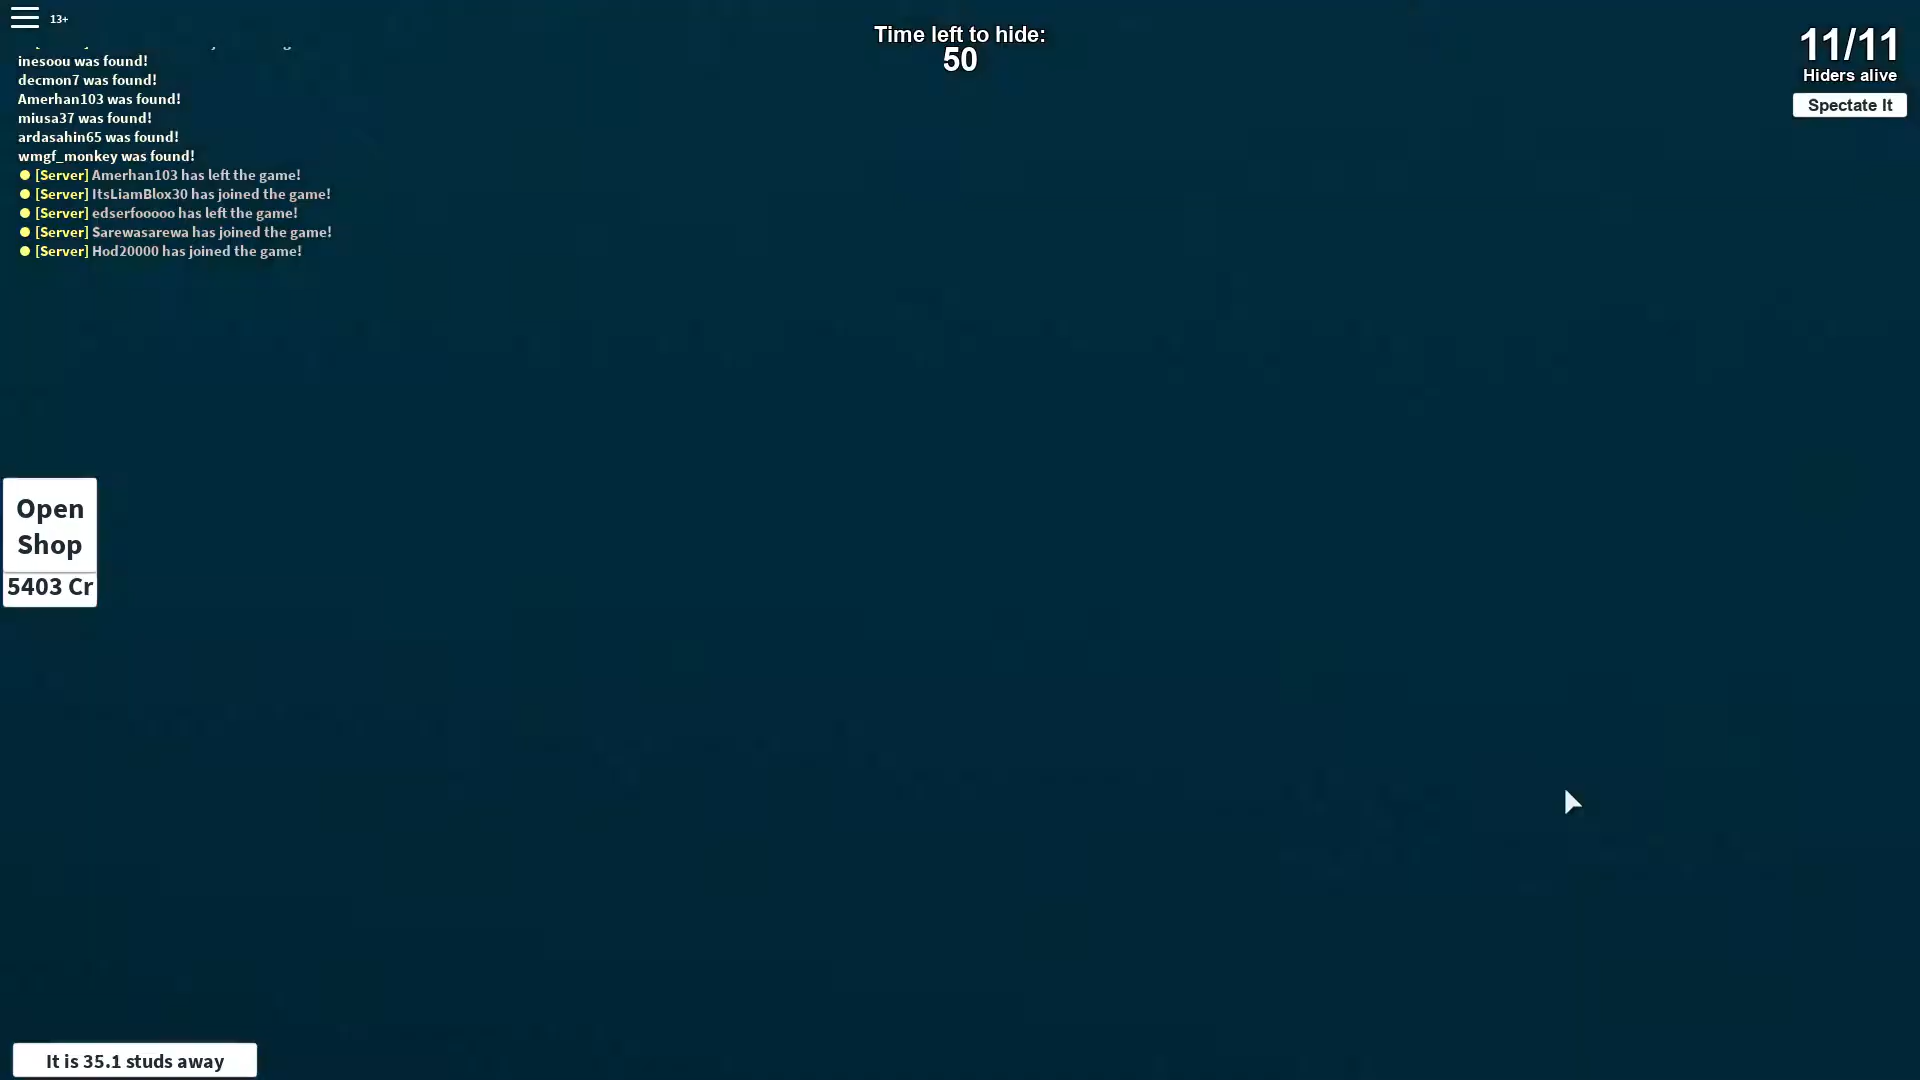 13+
Time left to hide:
50
11/11
Hiders alive
Spectate It
inesoou was found!
decmon7 was found!
Amerhan103 was found!
miusa37 was found!
ardasahin65 was found!
wmgf_monkey was found!
[Server] Amerhan103 has left the game!
[Server] ItsLiamBlox30 has joined the game!
[Server] edserfooooo has left the game!
[Server] Sarewasarewa has joined the game!
[Server] Hod20000 has joined the game!
Open
Shop
5403 Cr
It is 35.1 studs away